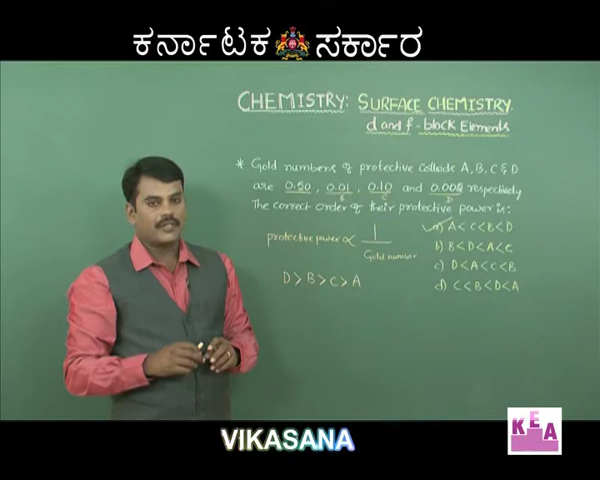 ಕರ್ನಾಟಕ ಸರ್ಕಾರ
CHEMISTRY: SURFACE CHEMISTRY.
d and f-block Elements
* Gold numbers of protective Colloids A, B, C & D
are 0.50, 0.01, 0.10 and 0.005 respectively
B C D
The correct order of their protective power is:
protective power ∝ 1 / Gold number
D > B > C > A
a) A < C < B < D
b) B < D < A < C
c) D < A < C < B
d) C < B < D < A
VIKASANA
KEA